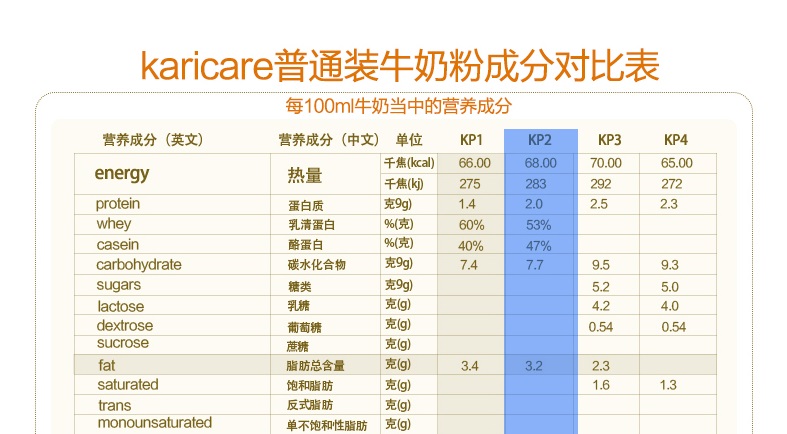 karicare普通装牛奶粉成分对比表
每100ml牛奶当中的营养成分
营养成分（英文） 营养成分（中文） 单位 KP1 KP2 KP3 KP4
energy 热量 千焦(kcal) 66.00 68.00 70.00 65.00
千焦(kj) 275 283 292 272
protein 蛋白质 克9g) 1.4 2.0 2.5 2.3
whey 乳清蛋白 %(克) 60% 53%
casein 酪蛋白 %(克) 40% 47%
carbohydrate 碳水化合物 克9g) 7.4 7.7 9.5 9.3
sugars 糖类 克9g) 5.2 5.0
lactose 乳糖 克(g) 4.2 4.0
dextrose 葡萄糖 克(g) 0.54 0.54
sucrose 蔗糖 克(g)
fat 脂肪总含量 克(g) 3.4 3.2 2.3
saturated 饱和脂肪 克(g) 1.6 1.3
trans 反式脂肪 克(g)
monounsaturated 单不饱和性脂肪 克(g)